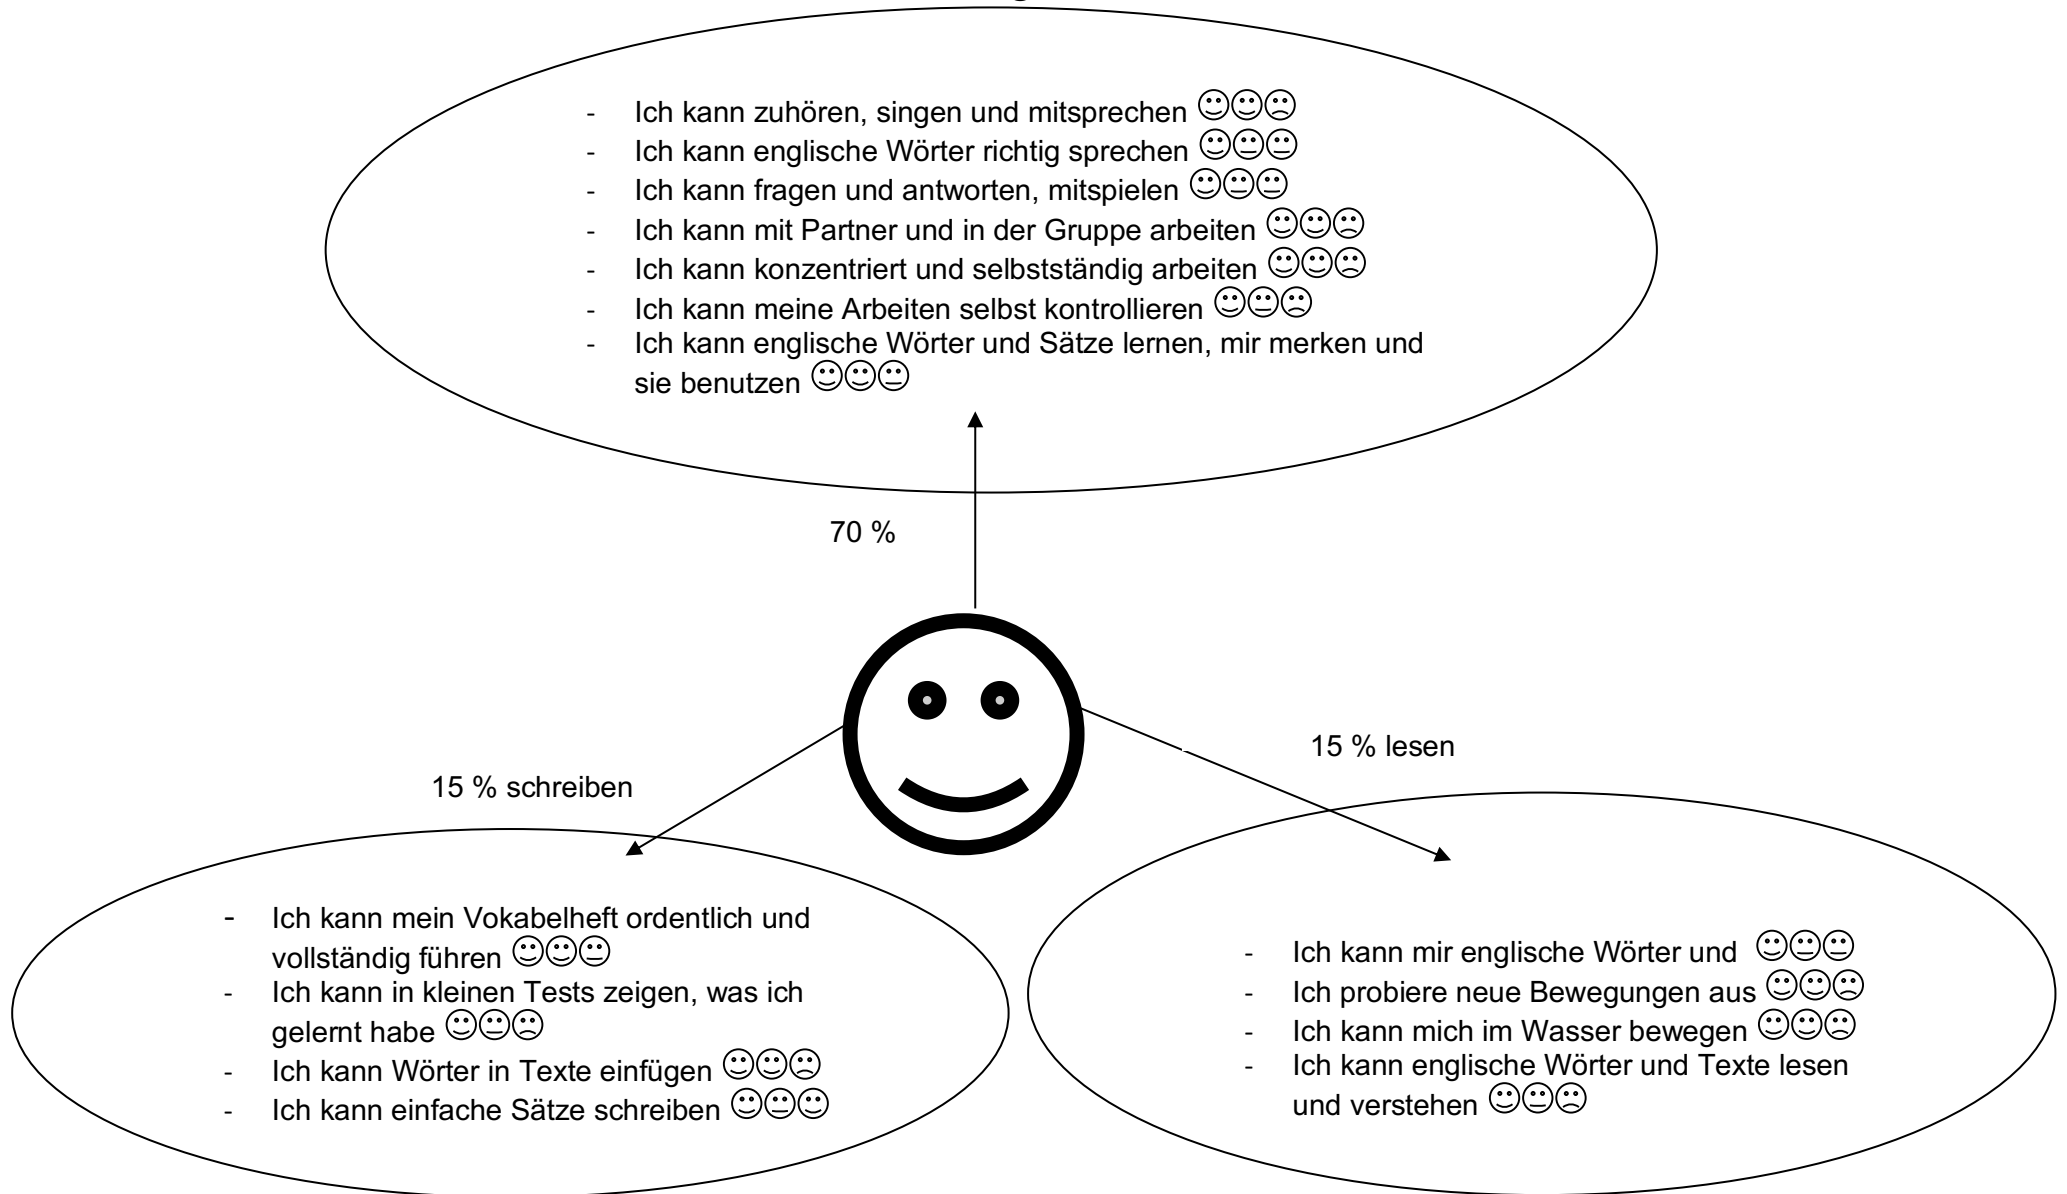 - Ich kann zuhören, singen und mitsprechen ☺☺☹
- Ich kann englische Wörter richtig sprechen ☺😐😐
- Ich kann fragen und antworten, mitspielen ☺😐😐
- Ich kann mit Partner und in der Gruppe arbeiten ☺☺☹
- Ich kann konzentriert und selbstständig arbeiten ☺☺☹
- Ich kann meine Arbeiten selbst kontrollieren ☺😐☹
- Ich kann englische Wörter und Sätze lernen, mir merken und
sie benutzen ☺☺😐
70 %
15 % lesen
15 % schreiben
- Ich kann mein Vokabelheft ordentlich und
vollständig führen ☺☺😐
- Ich kann in kleinen Tests zeigen, was ich
gelernt habe ☺😐☹
- Ich kann Wörter in Texte einfügen ☺☺☹
- Ich kann einfache Sätze schreiben ☺😐☺
- Ich kann mir englische Wörter und ☺😐😐
- Ich probiere neue Bewegungen aus ☺☺☹
- Ich kann mich im Wasser bewegen ☺☺☹
- Ich kann englische Wörter und Texte lesen
und verstehen ☺😐☹